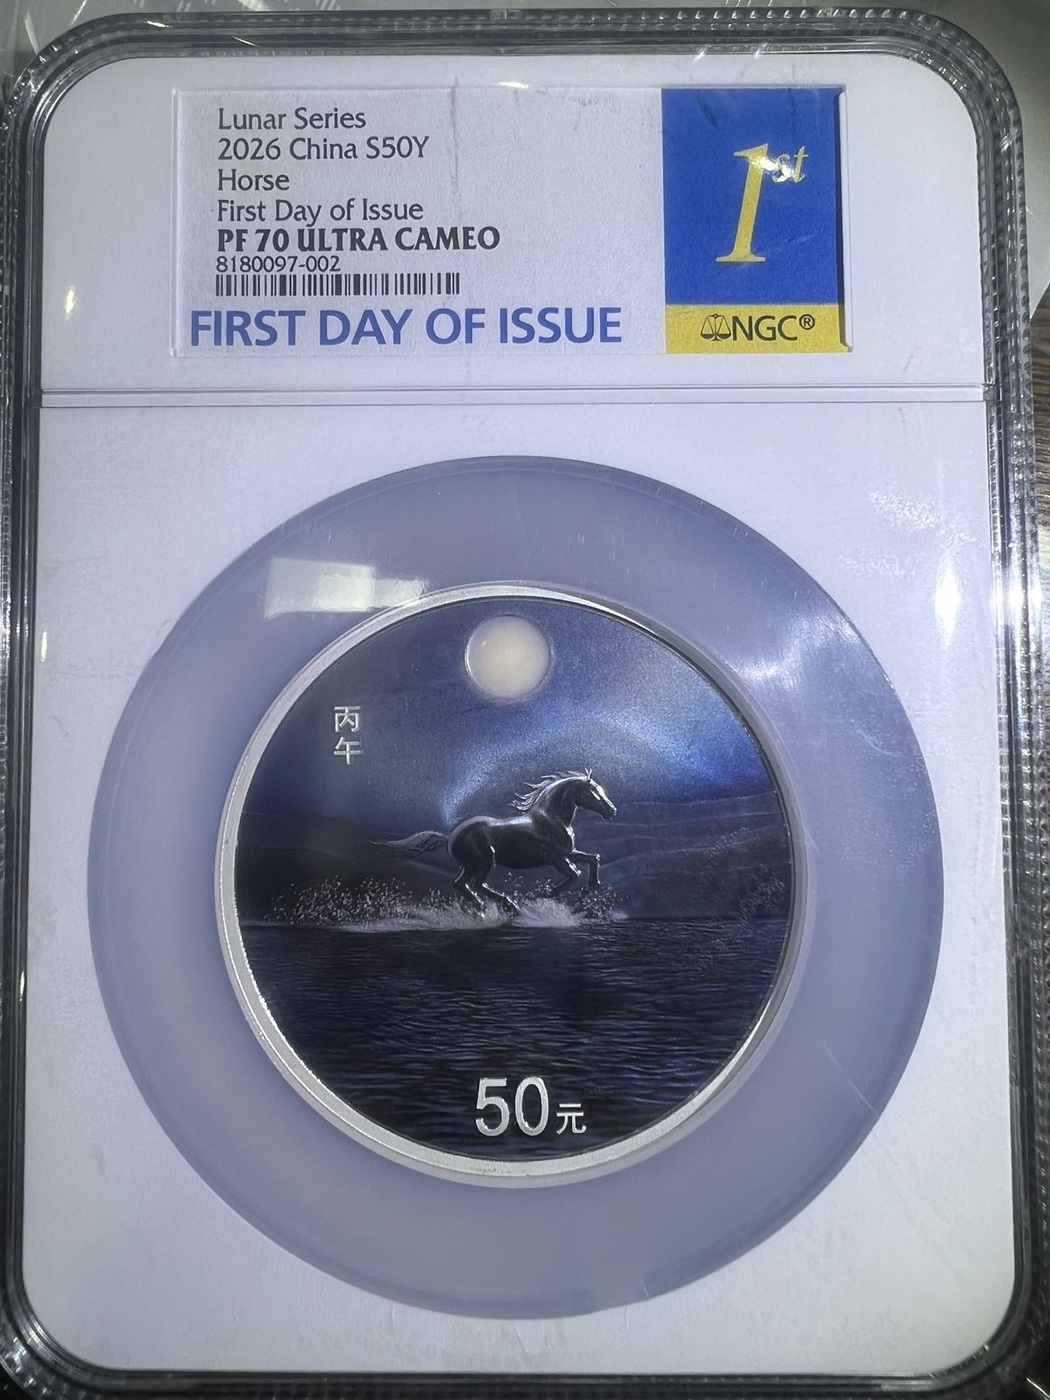 Lunar Series
2026 China S50Y
Horse
First Day of Issue
PF 70 ULTRA CAMEO
8180097-002
FIRST DAY OF ISSUE
1st
NGC®
丙
午
50元